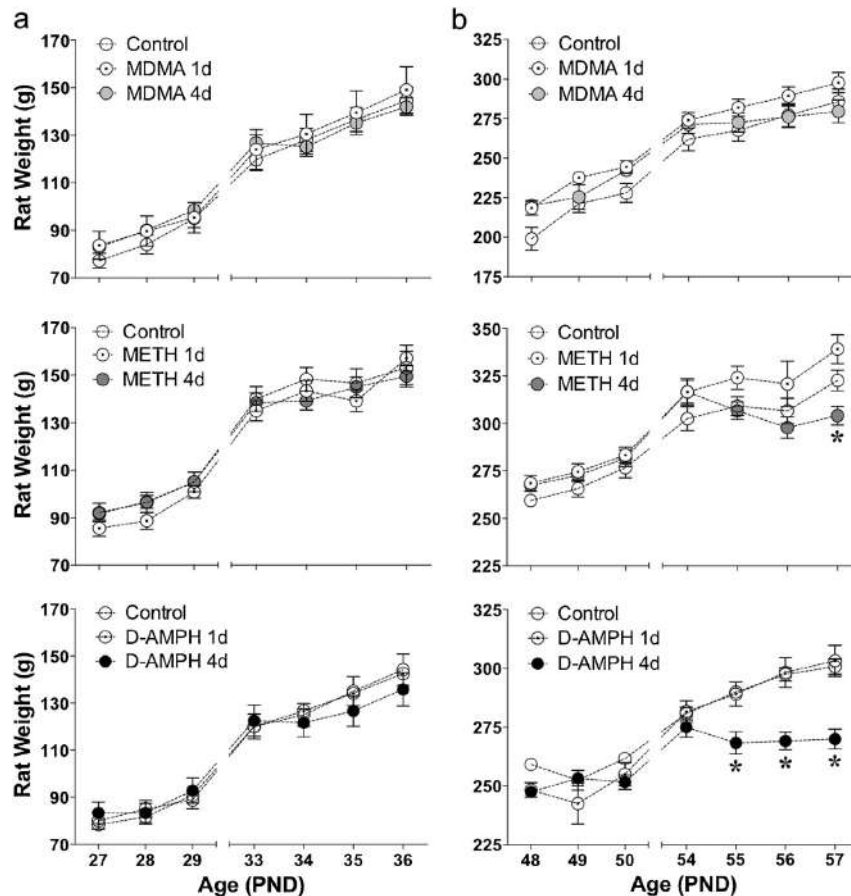 a
Control
MDMA 1d
MDMA 4d
Rat Weight (g)
150
130
110
90
70
Control
METH 1d
METH 4d
Rat Weight (g)
150
130
110
90
70
Control
D-AMPH 1d
D-AMPH 4d
Rat Weight (g)
150
130
110
90
70
27 28 29 33 34 35 36
Age (PND)
b
Control
MDMA 1d
MDMA 4d
325
300
275
250
225
200
175
Control
METH 1d
METH 4d
350
325
300
275
250
225
*
Control
D-AMPH 1d
D-AMPH 4d
325
300
275
250
225
* * *
48 49 50 54 55 56 57
Age (PND)